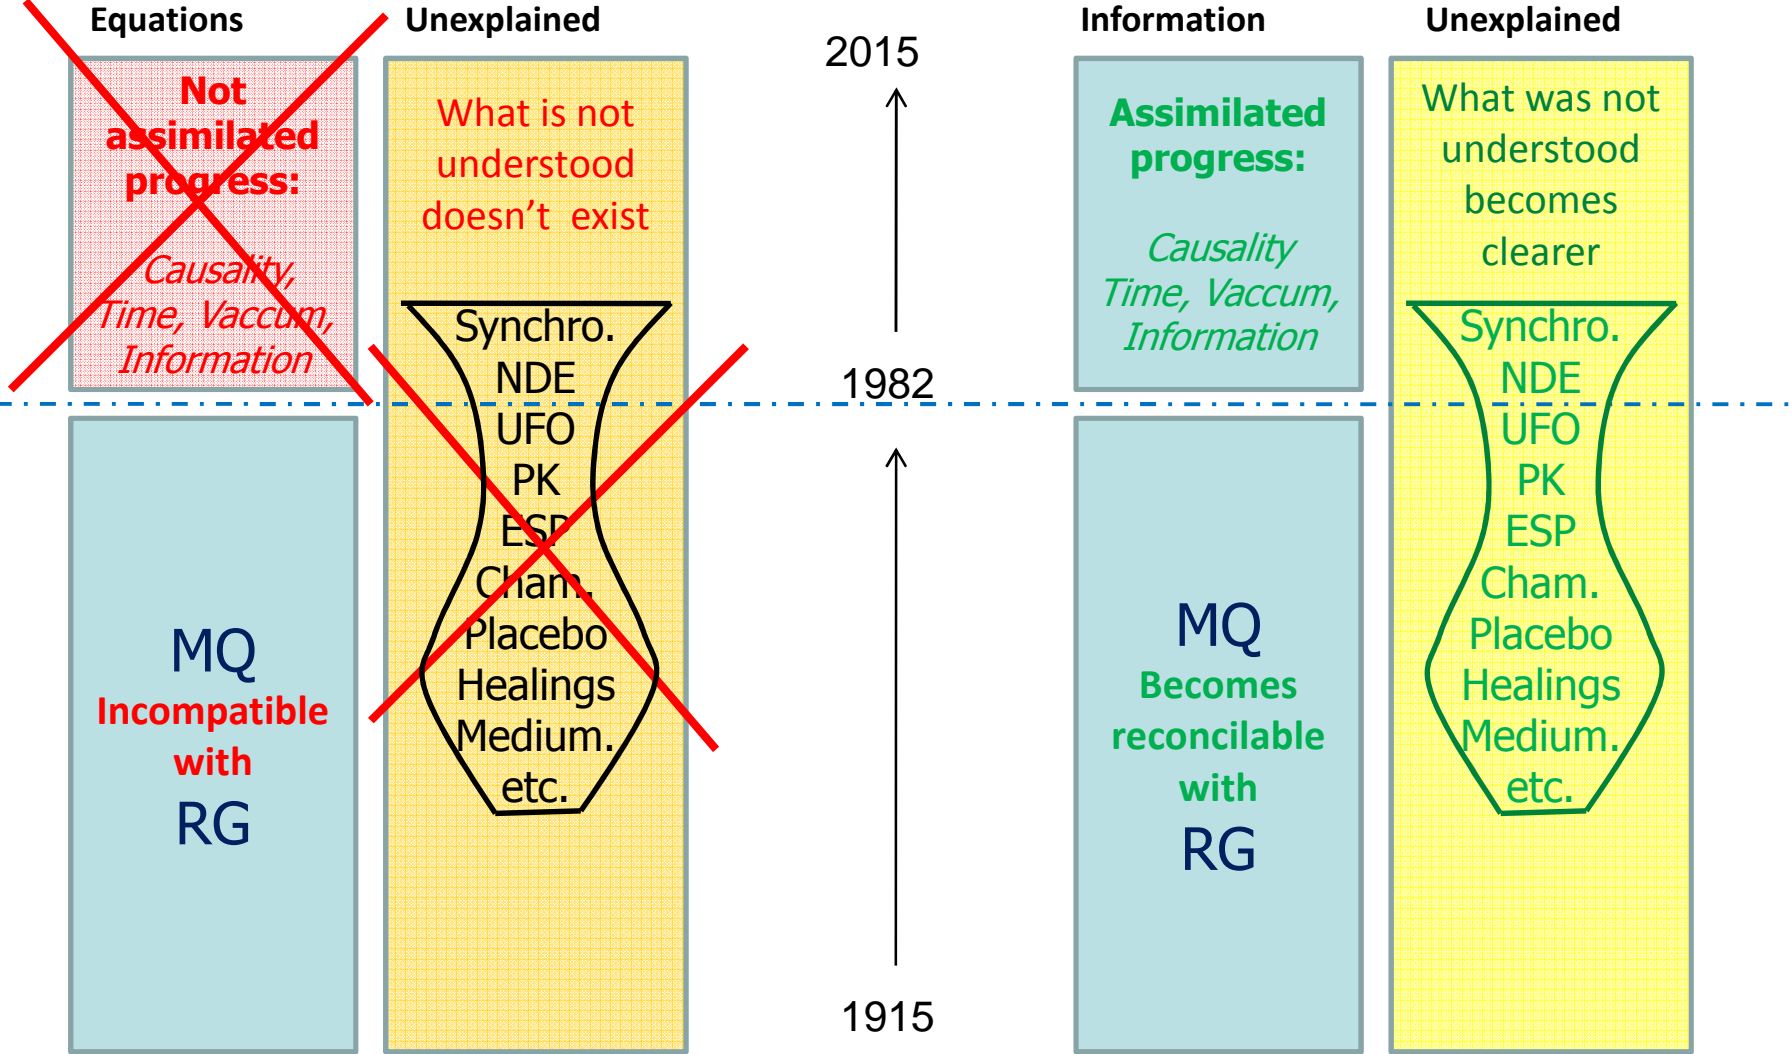 Equations
Unexplained
Not
assimilated
progress:
Causality,
Time, Vaccum,
Information
MQ
Incompatible
with
RG
What is not
understood
doesn’t exist
Synchro.
NDE
UFO
PK
ESP
Cham.
Placebo
Healings
Medium.
etc.
2015
1982
1915
Information
Unexplained
Assimilated
progress:
Causality
Time, Vaccum,
Information
MQ
Becomes
reconcilable
with
RG
What was not
understood
becomes
clearer
Synchro.
NDE
UFO
PK
ESP
Cham.
Placebo
Healings
Medium.
etc.